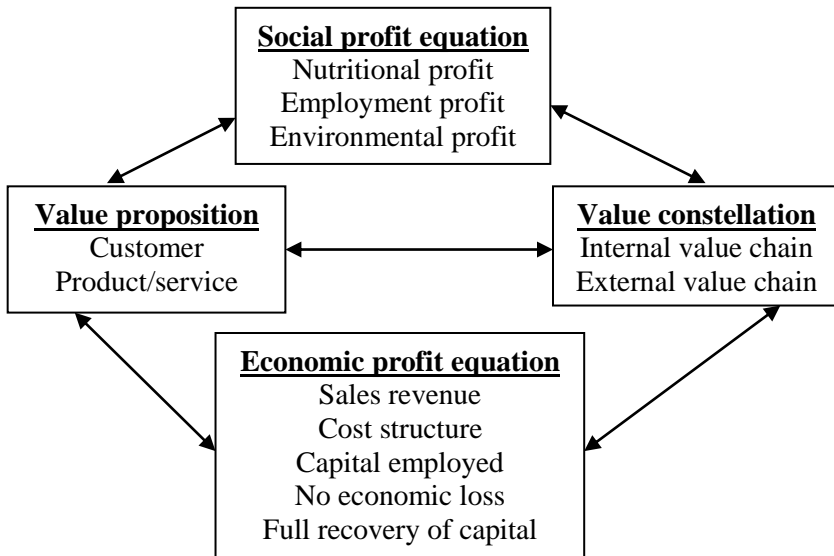 Social profit equation
Nutritional profit
Employment profit
Environmental profit
Value proposition
Customer
Product/service
Value constellation
Internal value chain
External value chain
Economic profit equation
Sales revenue
Cost structure
Capital employed
No economic loss
Full recovery of capital